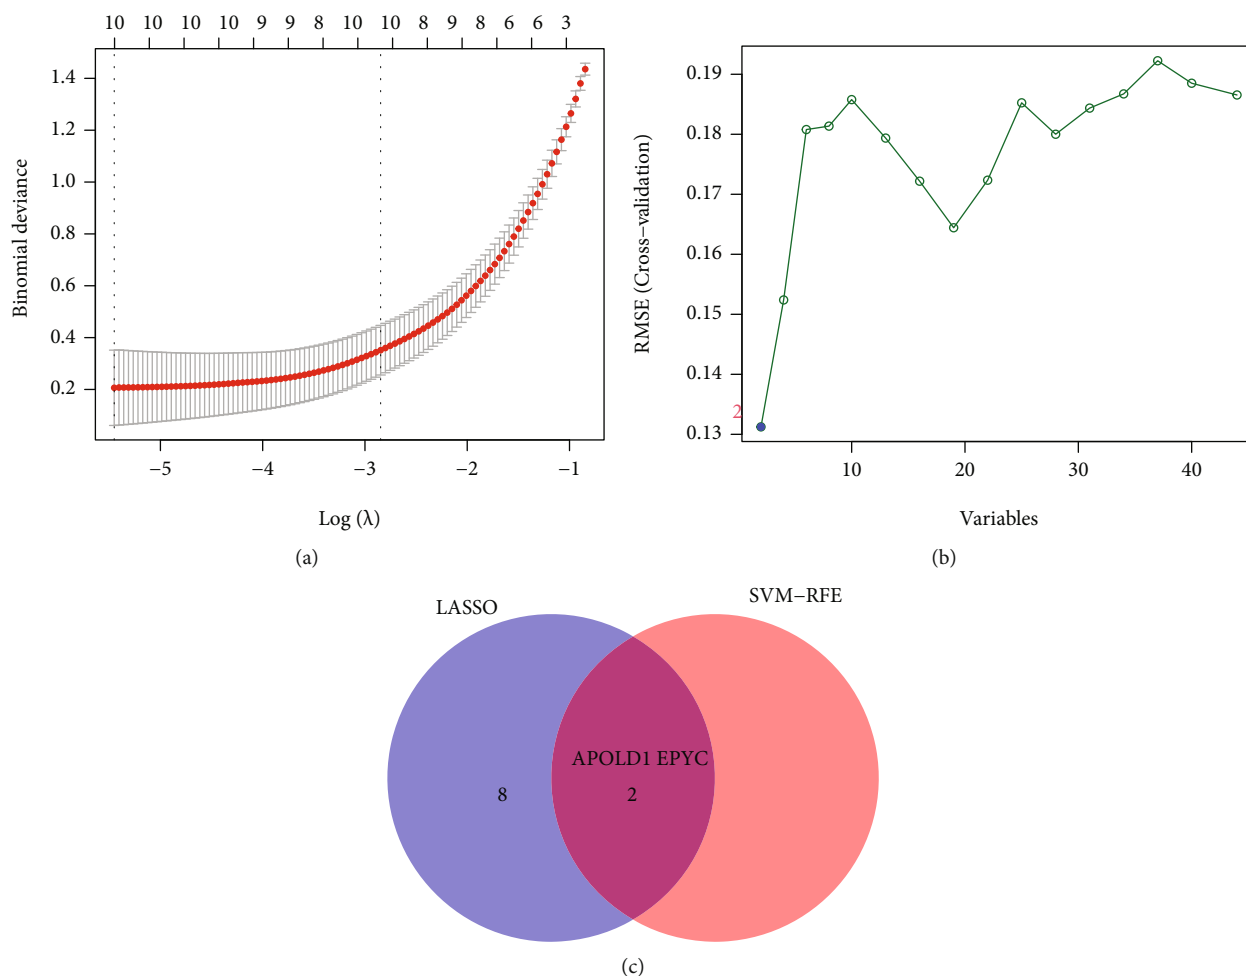 10 10 10 10 9 9 8 10 10 8 9 8 6 6 3
1.4
1.2
1.0
0.8
0.6
0.4
0.2
Binomial deviance
−5 −4 −3 −2 −1
Log (λ)
(a)
0.19
0.18
0.17
0.16
0.15
0.14
0.13
2
RMSE (Cross−validation)
10 20 30 40
Variables
(b)
LASSO
SVM−RFE
APOLD1 EPYC
8
2
(c)